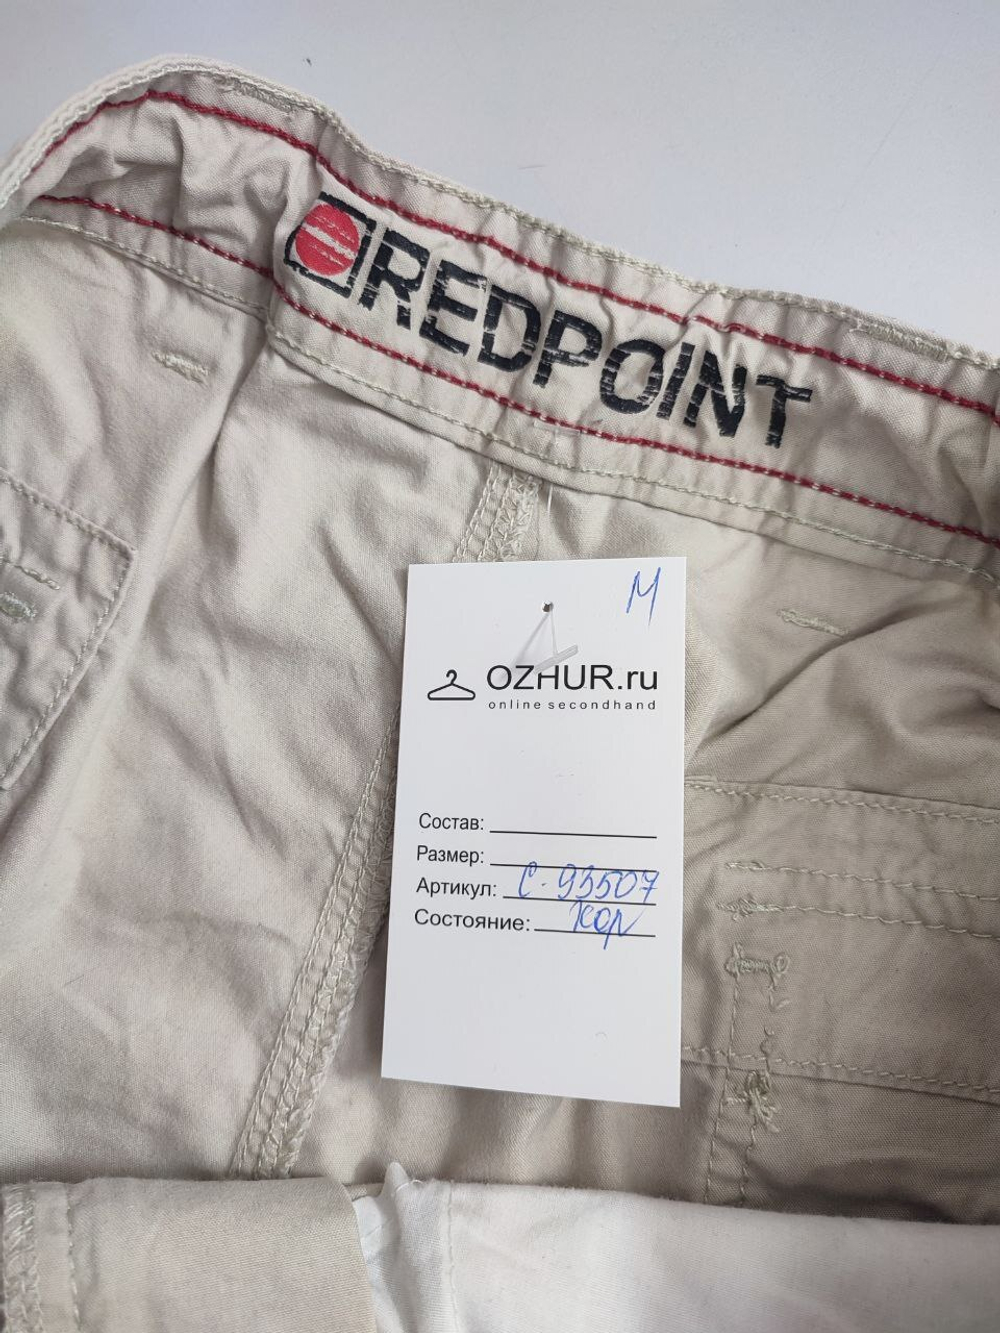 REDPOINT
М
OZHUR.ru
online secondhand
Состав:
Размер:
Артикул: С-93507
Состояние: хор